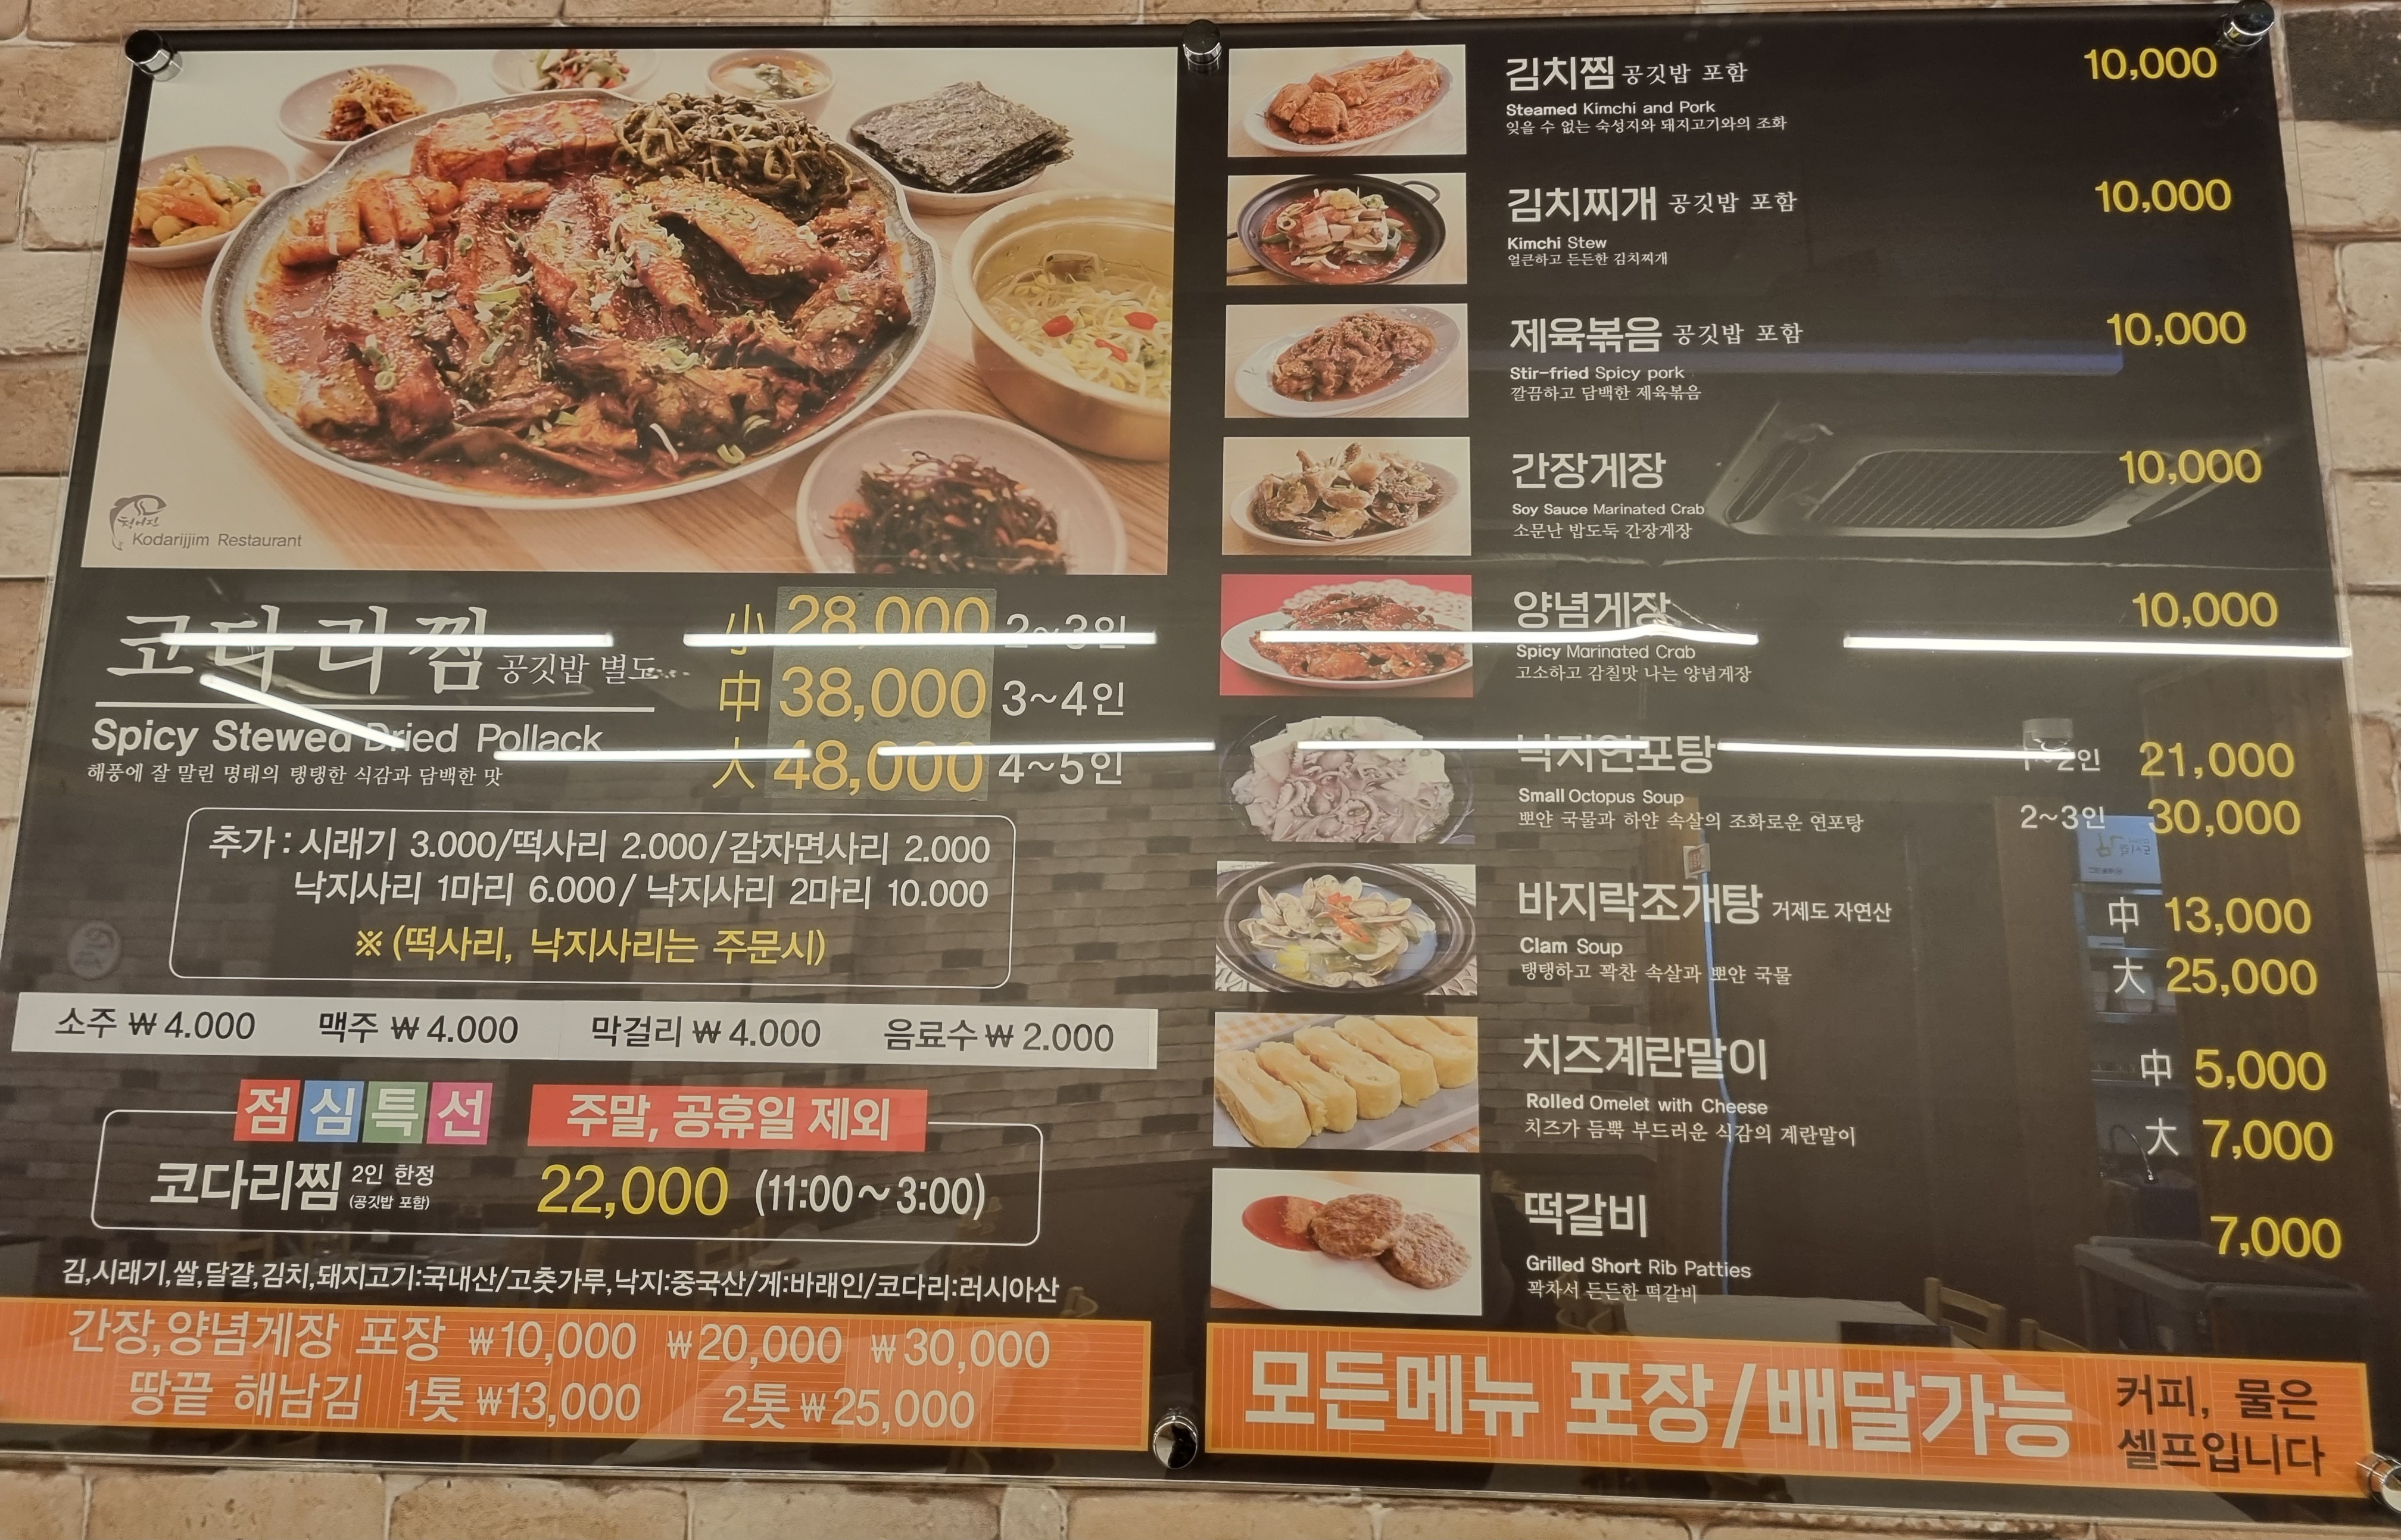 청어진
Kodarijjim Restaurant
코다리찜 공깃밥 별도
Spicy Stewed Dried Pollack
해풍에 잘 말린 명태의 탱탱한 식감과 담백한 맛
小 28,000 2~3인
中 38,000 3~4인
大 48,000 4~5인
추가 : 시래기 3.000/떡사리 2.000/감자면사리 2.000
낙지사리 1마리 6.000/ 낙지사리 2마리 10.000
※ (떡사리, 낙지사리는 주문시)
소주 ₩ 4.000 맥주 ₩ 4.000 막걸리 ₩ 4.000 음료수 ₩ 2.000
점심특선 주말, 공휴일 제외
코다리찜 2인 한정 (공깃밥 포함) 22,000 (11:00~3:00)
김,시래기,쌀,달걀,김치,돼지고기:국내산/고춧가루,낙지:중국산/게:바래인/코다리:러시아산
간장,양념게장 포장 ₩10,000 ₩20,000 ₩30,000
땅끝 해남김 1톳 ₩13,000 2톳 ₩25,000
김치찜 공깃밥 포함 10,000
Steamed Kimchi and Pork
잊을 수 없는 숙성지와 돼지고기와의 조화
김치찌개 공깃밥 포함 10,000
Kimchi Stew
얼큰하고 든든한 김치찌개
제육볶음 공깃밥 포함 10,000
Stir-fried Spicy pork
깔끔하고 담백한 제육볶음
간장게장 10,000
Soy Sauce Marinated Crab
소문난 밥도둑 간장게장
양념게장 10,000
Spicy Marinated Crab
고소하고 감칠맛 나는 양념게장
낙지연포탕 1~2인 21,000
Small Octopus Soup
뽀얀 국물과 하얀 속살의 조화로운 연포탕 2~3인 30,000
바지락조개탕 거제도 자연산 中 13,000
Clam Soup
탱탱하고 꽉찬 속살과 뽀얀 국물 大 25,000
치즈계란말이 中 5,000
Rolled Omelet with Cheese
치즈가 듬뿍 부드러운 식감의 계란말이 大 7,000
떡갈비 7,000
Grilled Short Rib Patties
꽉차서 든든한 떡갈비
모든메뉴 포장/배달가능 커피, 물은
셀프입니다